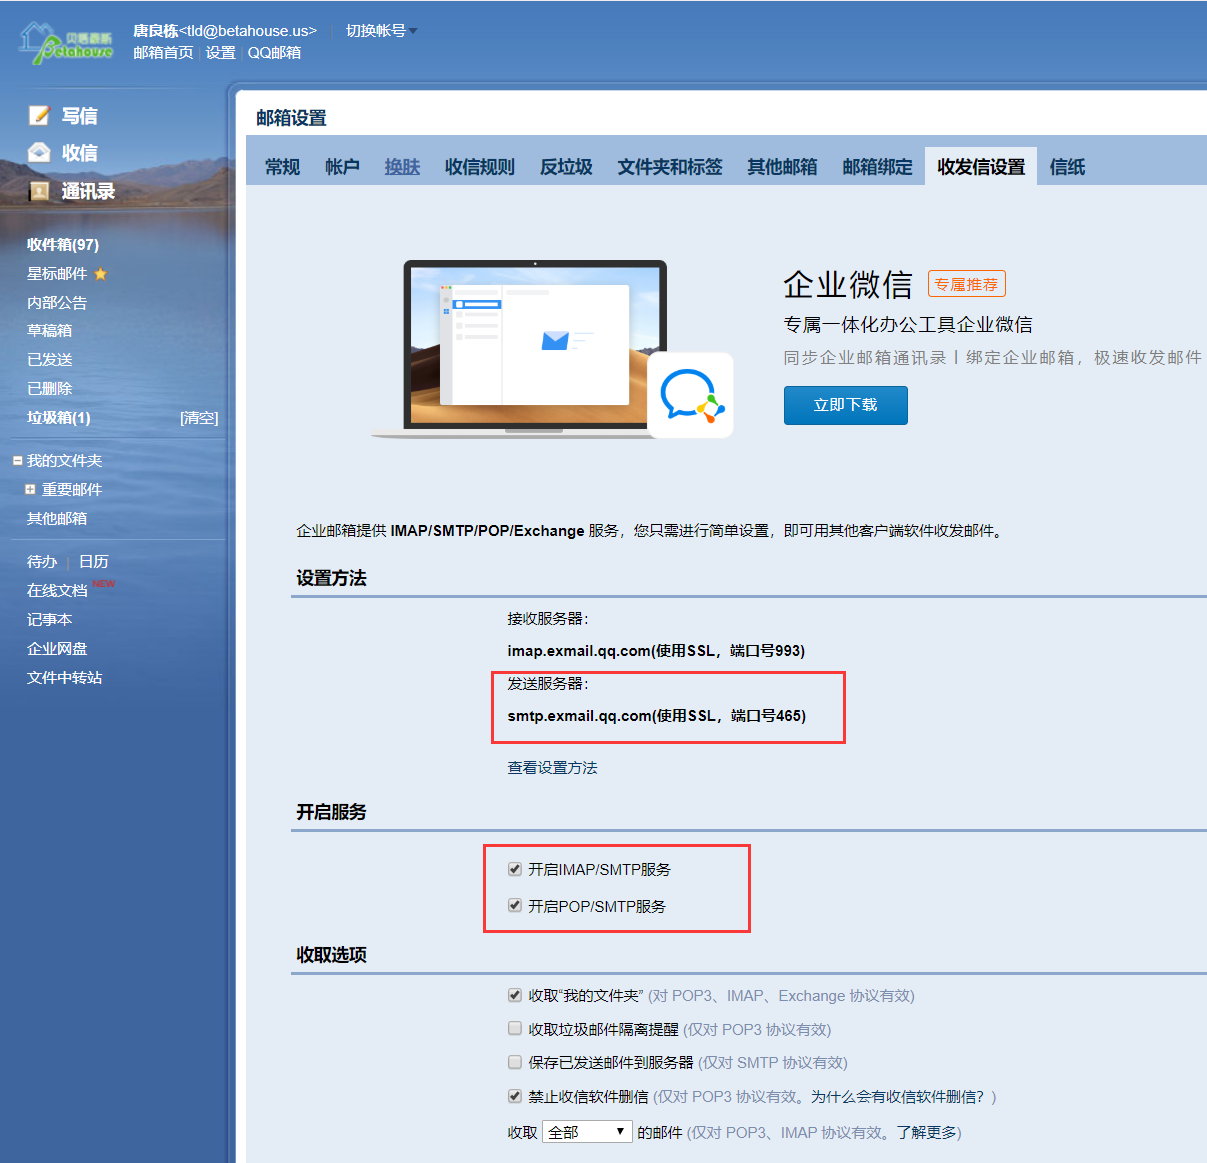 贝塔豪斯
Betahouse
唐良栋<tld@betahouse.us> 切换帐号
邮箱首页 设置 QQ邮箱
写信
收信
通讯录
收件箱(97)
星标邮件
内部公告
草稿箱
已发送
已删除
垃圾箱(1) [清空]
我的文件夹
重要邮件
其他邮箱
待办 | 日历
在线文档 NEW
记事本
企业网盘
文件中转站
邮箱设置
常规 帐户 换肤 收信规则 反垃圾 文件夹和标签 其他邮箱 邮箱绑定 收发信设置 信纸
企业微信 专属推荐
专属一体化办公工具企业微信
同步企业邮箱通讯录丨绑定企业邮箱，极速收发邮件
立即下载
企业邮箱提供 IMAP/SMTP/POP/Exchange 服务，您只需进行简单设置，即可用其他客户端软件收发邮件。
设置方法
接收服务器：
imap.exmail.qq.com(使用SSL，端口号993)
发送服务器：
smtp.exmail.qq.com(使用SSL，端口号465)
查看设置方法
开启服务
开启IMAP/SMTP服务
开启POP/SMTP服务
收取选项
收取“我的文件夹” (对 POP3、IMAP、Exchange 协议有效)
收取垃圾邮件隔离提醒 (仅对 POP3 协议有效)
保存已发送邮件到服务器 (仅对 SMTP 协议有效)
禁止收信软件删信 (仅对 POP3 协议有效。为什么会有收信软件删信？)
收取 全部 的邮件 (仅对 POP3、IMAP 协议有效。了解更多)